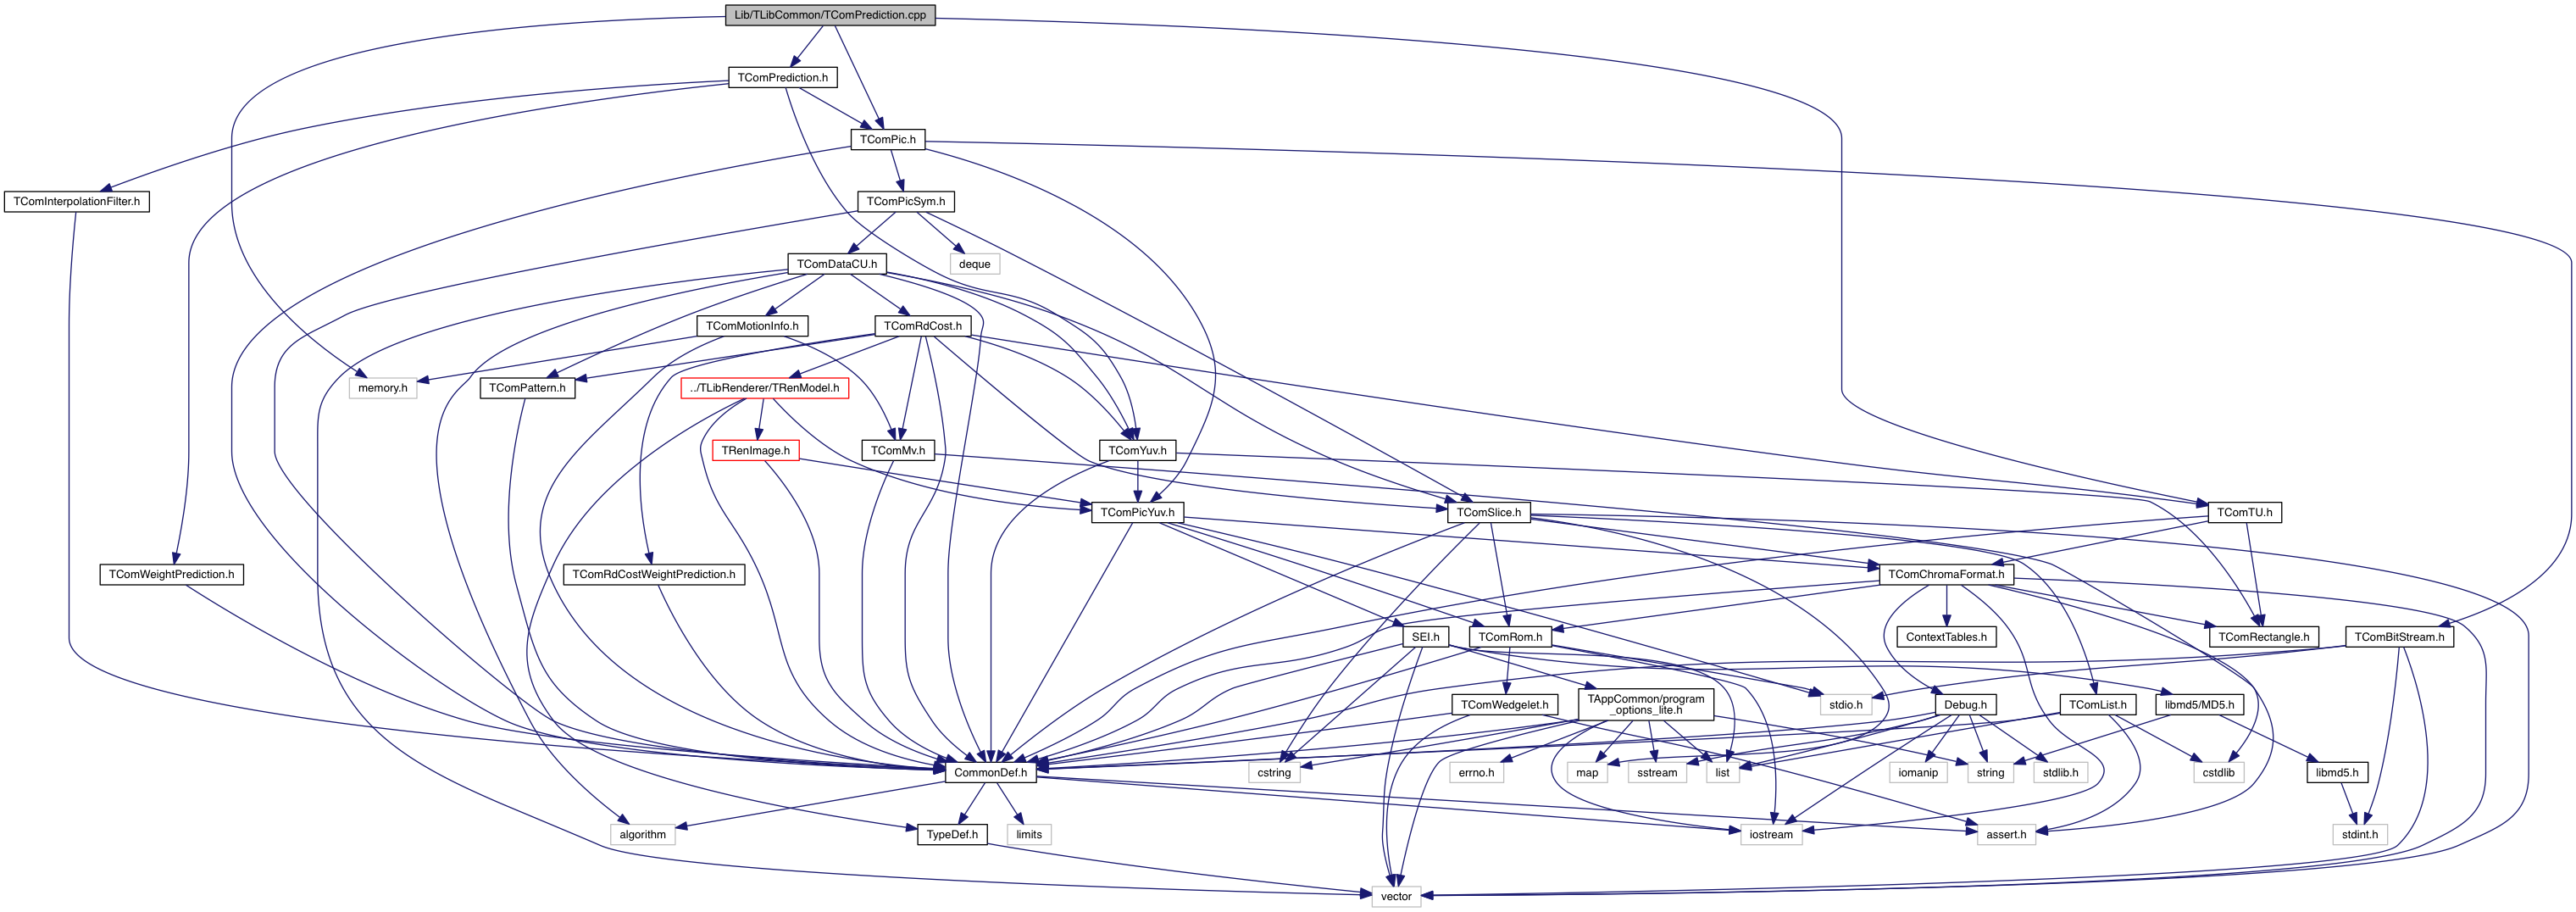 Lib/TLibCommon/TComPrediction.cpp
TComPrediction.h
TComPic.h
TComInterpolationFilter.h
TComPicSym.h
TComDataCU.h
deque
TComMotionInfo.h
TComRdCost.h
memory.h
TComPattern.h
../TLibRenderer/TRenModel.h
TRenImage.h
TComMv.h
TComYuv.h
TComPicYuv.h
TComSlice.h
TComTU.h
TComWeightPrediction.h
TComRdCostWeightPrediction.h
TComChromaFormat.h
SEI.h
TComRom.h
ContextTables.h
TComRectangle.h
TComBitStream.h
TComWedgelet.h
TAppCommon/program
_options_lite.h
stdio.h
Debug.h
TComList.h
libmd5/MD5.h
CommonDef.h
cstring
errno.h
map
sstream
list
iomanip
string
stdlib.h
cstdlib
libmd5.h
algorithm
TypeDef.h
limits
iostream
assert.h
stdint.h
vector